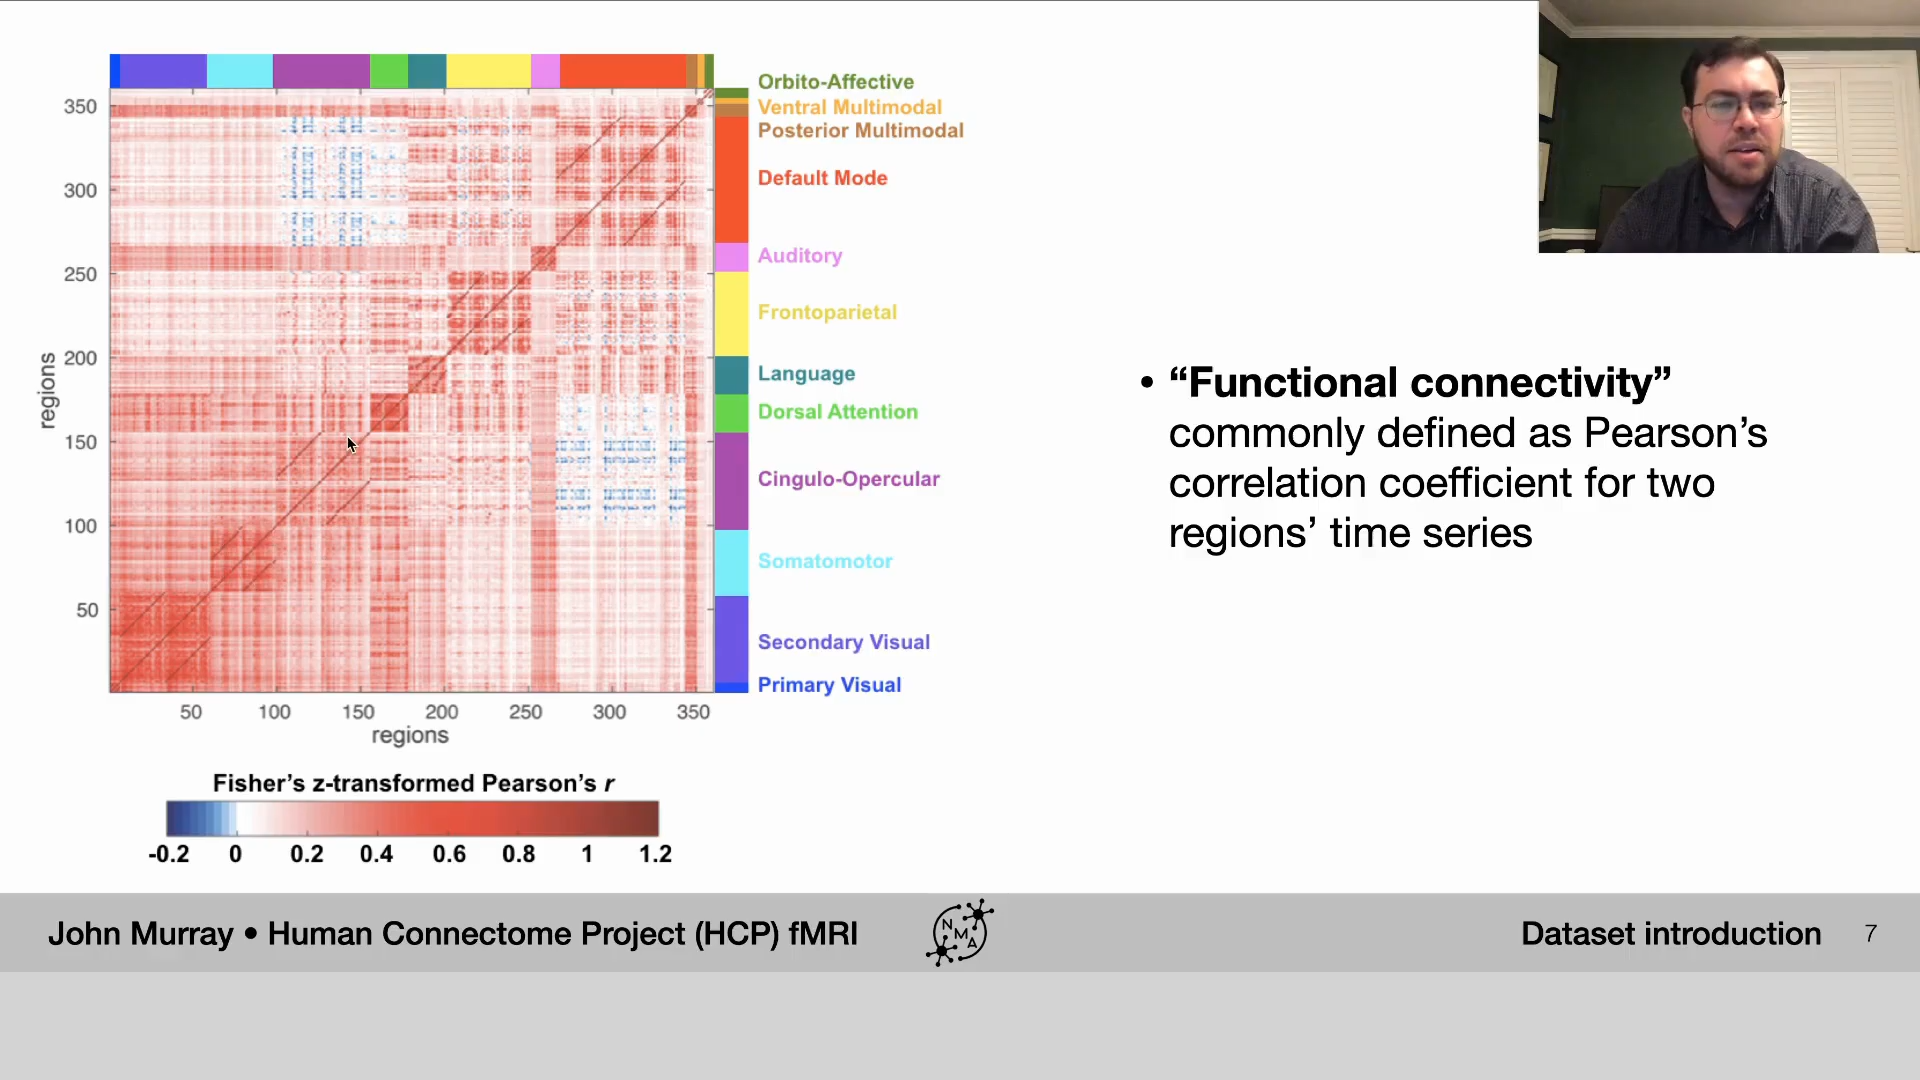 Orbito-Affective
Ventral Multimodal
Posterior Multimodal
Default Mode
Auditory
Frontoparietal
Language
Dorsal Attention
Cingulo-Opercular
Somatomotor
Secondary Visual
Primary Visual
350
300
250
200
150
100
50
regions
50 100 150 200 250 300 350
regions
Fisher’s z-transformed Pearson’s r
-0.2 0 0.2 0.4 0.6 0.8 1 1.2
• “Functional connectivity”
commonly defined as Pearson’s
correlation coefficient for two
regions’ time series
John Murray • Human Connectome Project (HCP) fMRI
NMA
Dataset introduction 7